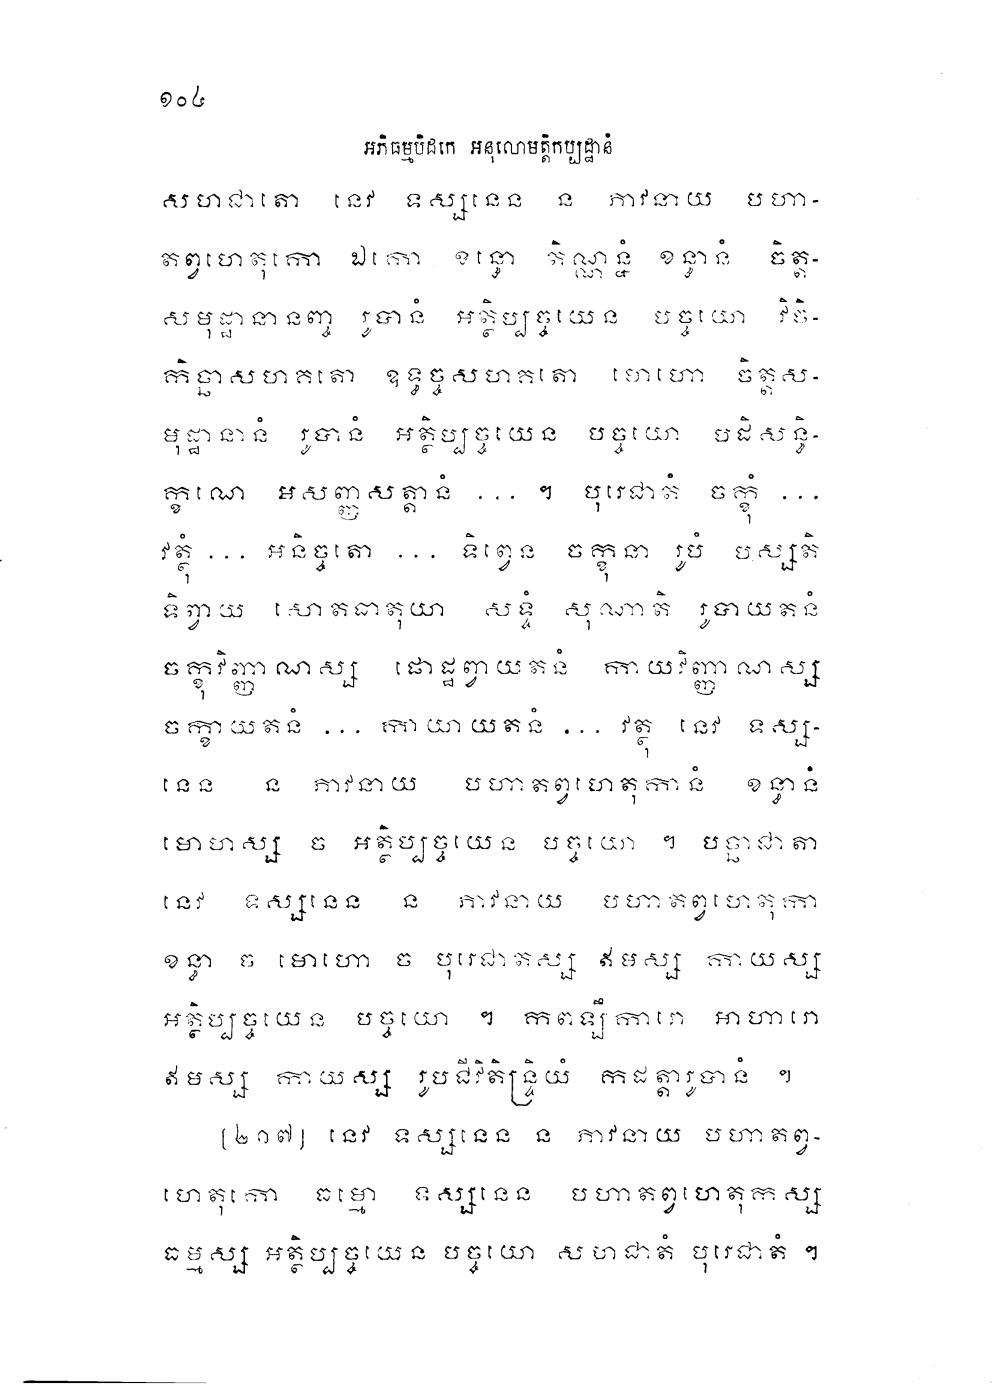 ១០៤
អភិធម្មបិដកេ អនុលោមត្តិកប្បដ្ឋានំ
សហជាតោ នេវ ទស្សនេន ន ភាវនាយ បហា-
តព្វហេតុកោ ឯកោ ខន្ធោ តិណ្ណន្នំ ខន្ធានំ ចិត្ត-
សមុដ្ឋានានញ្ច រូបានំ អត្ថិប្បច្ចយេន បច្ចយោ វិចិ-
កិច្ឆាសហគតោ ឧទ្ធច្ចសហគតោ មោហោ ចិត្តស-
មុដ្ឋានានំ រូបានំ អត្ថិប្បច្ចយេន បច្ចយោ បដិសន្ធិ-
ក្ខណេ អសញ្ញសត្តានំ ... ។ បុរេជាតំ ចក្ខុំ ...
វត្ថុំ ... អនិច្ចតោ ... ទិព្វេន ចក្ខុនា រូបំ បស្សតិ
ទិព្វាយ សោតធាតុយា សទ្ទំ សុណាតិ រូបាយតនំ
ចក្ខុវិញ្ញាណស្ស ផោដ្ឋព្វាយតនំ កាយវិញ្ញាណស្ស
ចក្ខាយតនំ ... កាយាយតនំ ... វត្ថុ នេវ ទស្ស-
នេន ន ភាវនាយ បហាតព្វហេតុកានំ ខន្ធានំ
មោហស្ស ច អត្ថិប្បច្ចយេន បច្ចយោ ។ បច្ឆាជាតា
នេវ ទស្សនេន ន ភាវនាយ បហាតព្វហេតុកា
ខន្ធា ច មោហោ ច បុរេជាតស្ស ឥមស្ស កាយស្ស
អត្ថិប្បច្ចយេន បច្ចយោ ។ កពឡីការោ អាហារោ
ឥមស្ស កាយស្ស រូបជីវិតិន្ទ្រិយំ កដត្តារូបានំ ។
[២១៧] នេវ ទស្សនេន ន ភាវនាយ បហាតព្វ-
ហេតុកោ ធម្មោ ទស្សនេន បហាតព្វហេតុកស្ស
ធម្មស្ស អត្ថិប្បច្ចយេន បច្ចយោ សហជាតំ បុរេជាតំ ។